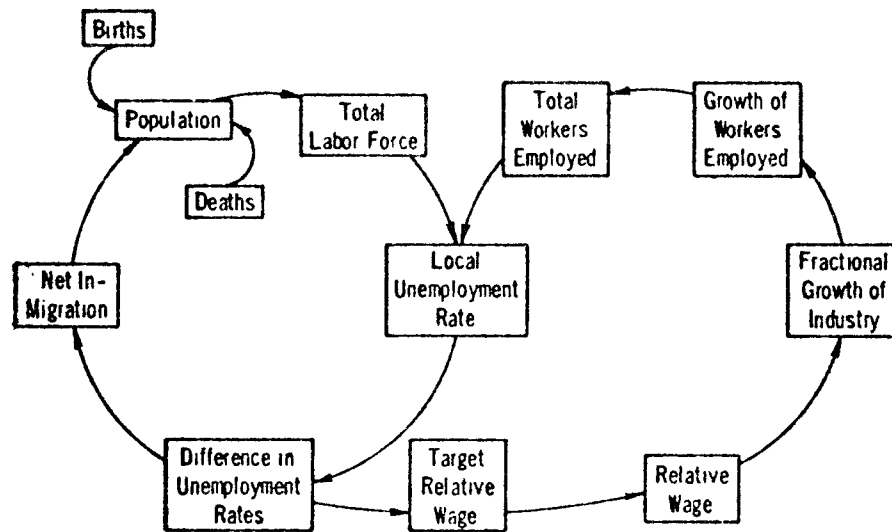 Births
Population
Total
Labor Force
Total
Workers
Employed
Growth of
Workers
Employed
Deaths
Net In-
Migration
Local
Unemployment
Rate
Fractional
Growth of
Industry
Difference in
Unemployment
Rates
Target
Relative
Wage
Relative
Wage